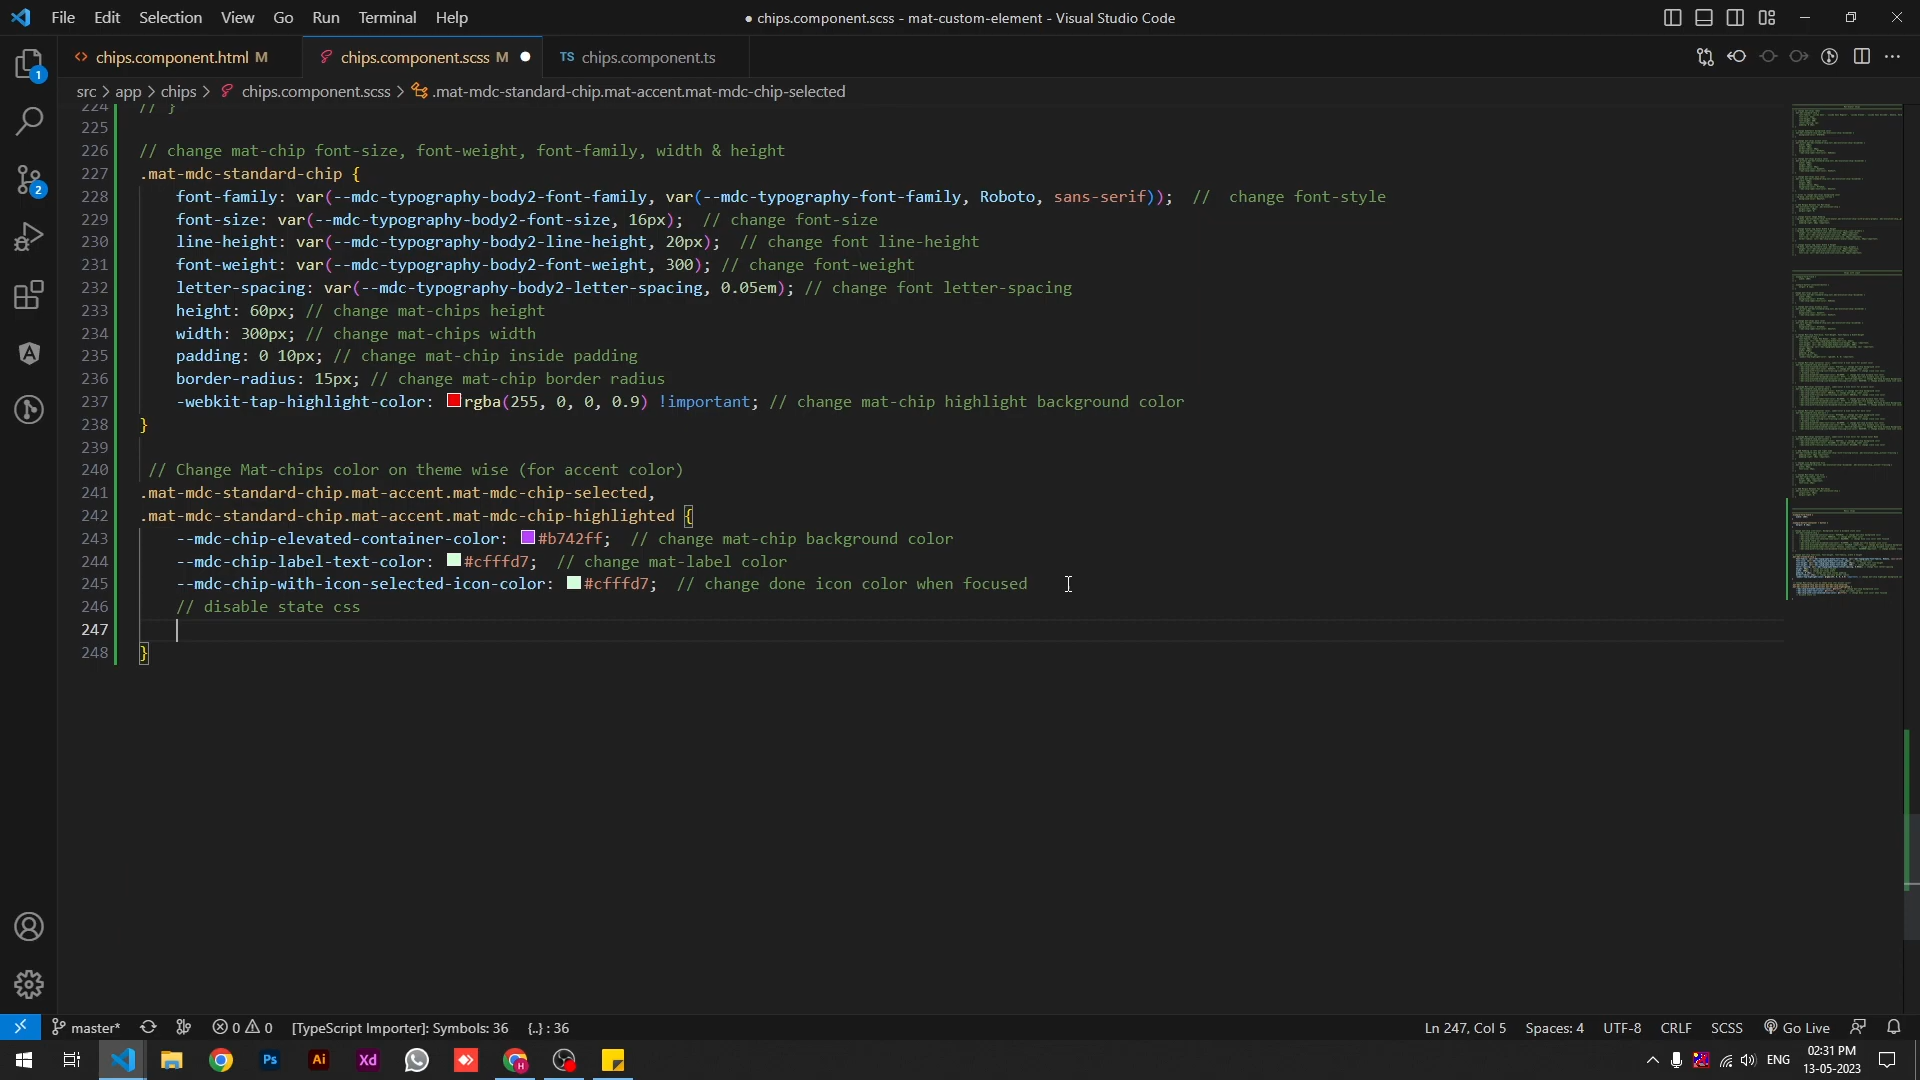 File Edit Selection View Go Run Terminal Help
● chips.component.scss - mat-custom-element - Visual Studio Code
chips.component.html M
chips.component.scss M
TS chips.component.ts
src > app > chips > chips.component.scss > .mat-mdc-standard-chip.mat-accent.mat-mdc-chip-selected
224 // }
225
226 // change mat-chip font-size, font-weight, font-family, width & height
227 .mat-mdc-standard-chip {
228 font-family: var(--mdc-typography-body2-font-family, var(--mdc-typography-font-family, Roboto, sans-serif)); // change font-style
229 font-size: var(--mdc-typography-body2-font-size, 16px); // change font-size
230 line-height: var(--mdc-typography-body2-line-height, 20px); // change font line-height
231 font-weight: var(--mdc-typography-body2-font-weight, 300); // change font-weight
232 letter-spacing: var(--mdc-typography-body2-letter-spacing, 0.05em); // change font letter-spacing
233 height: 60px; // change mat-chips height
234 width: 300px; // change mat-chips width
235 padding: 0 10px; // change mat-chip inside padding
236 border-radius: 15px; // change mat-chip border radius
237 -webkit-tap-highlight-color: rgba(255, 0, 0, 0.9) !important; // change mat-chip highlight background color
238 }
239
240 // Change Mat-chips color on theme wise (for accent color)
241 .mat-mdc-standard-chip.mat-accent.mat-mdc-chip-selected,
242 .mat-mdc-standard-chip.mat-accent.mat-mdc-chip-highlighted {
243 --mdc-chip-elevated-container-color: #b742ff; // change mat-chip background color
244 --mdc-chip-label-text-color: #cfffd7; // change mat-label color
245 --mdc-chip-with-icon-selected-icon-color: #cfffd7; // change done icon color when focused
246 // disable state css
247
248 }
1
2
master* 0 0 [TypeScript Importer]: Symbols: 36 {..} : 36
Ln 247, Col 5 Spaces: 4 UTF-8 CRLF SCSS Go Live
Ps Ai Xd H
ENG 02:31 PM
13-05-2023